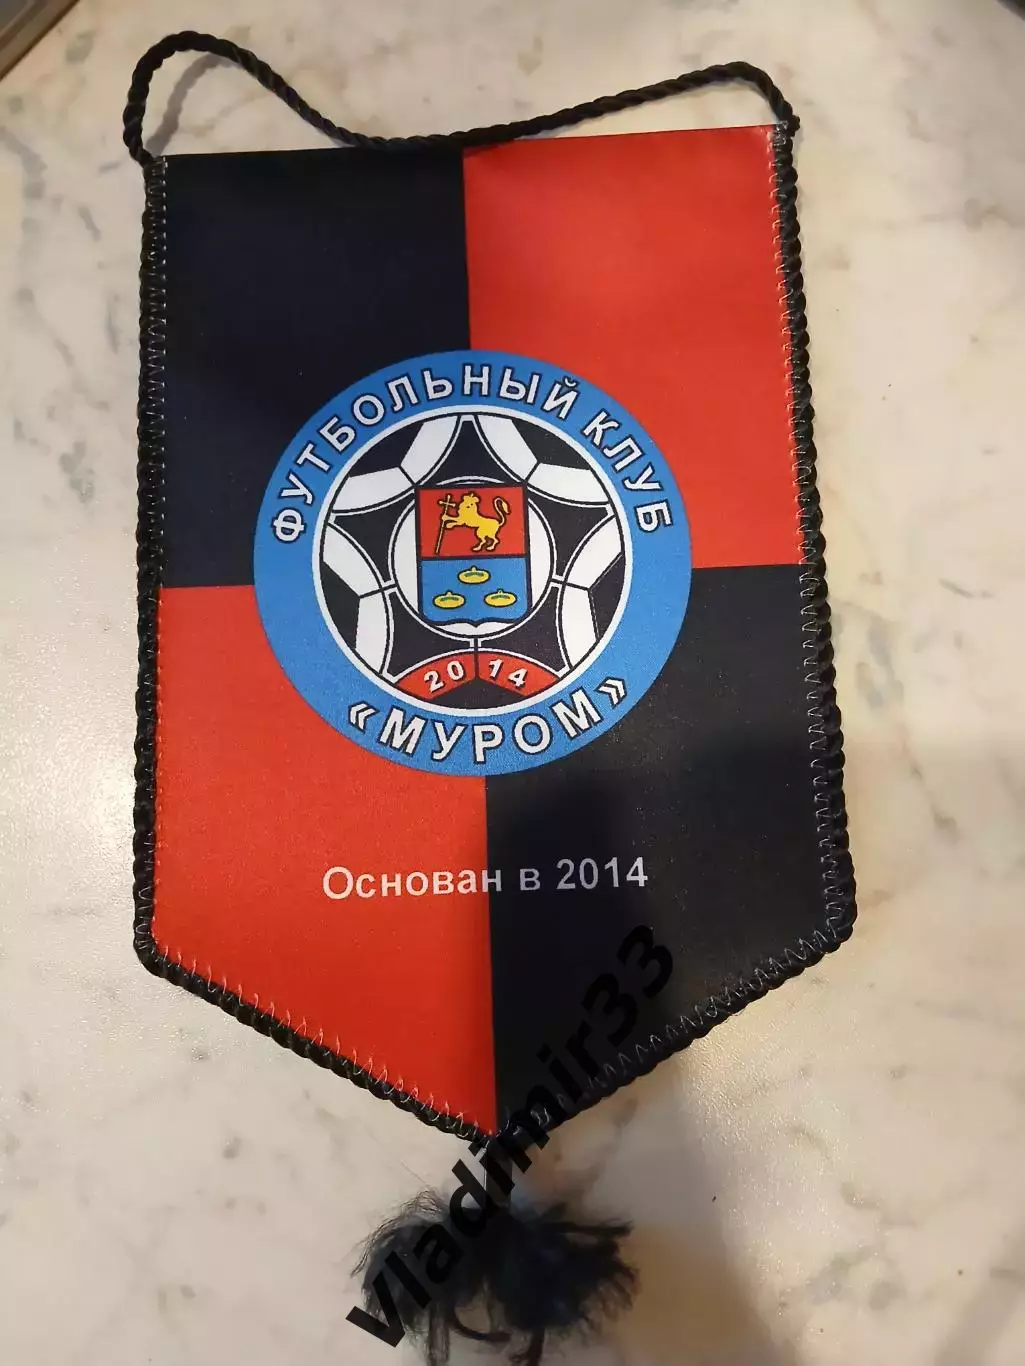 ФУТБОЛЬНЫЙ КЛУБ
2014
«МУРОМ»
Основан в 2014
vladimir33